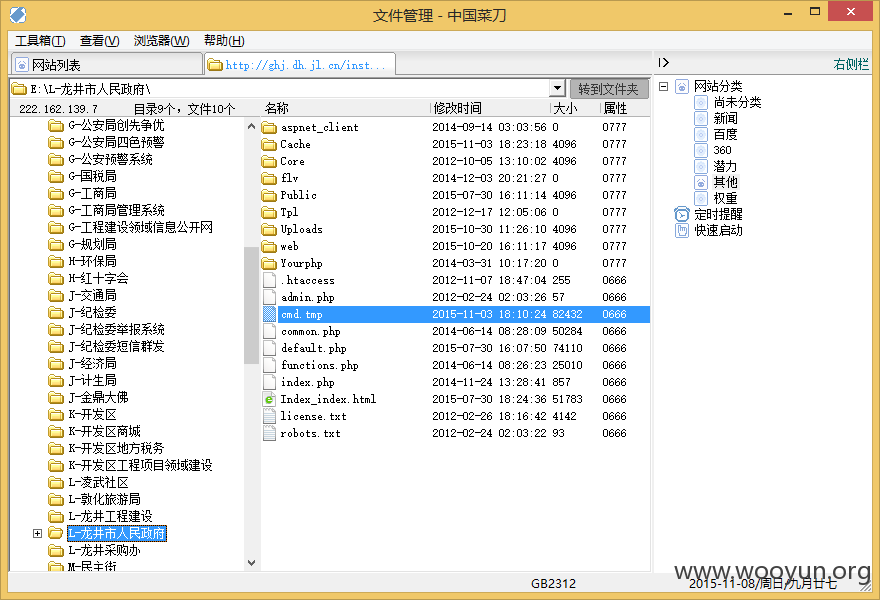 文件管理 - 中国菜刀
工具箱(T) 查看(V) 浏览器(W) 帮助(H)
网站列表 http://ghj.dh.jl.cn/inst... 右侧栏
E:\L-龙井市人民政府\ 转到文件夹
222.162.139.7 目录9个，文件10个
G-公安局创先争优
G-公安局四色预警
G-公安预警系统
G-国税局
G-工商局
G-工商局管理系统
G-工程建设领域信息公开网
G-规划局
H-环保局
H-红十字会
J-交通局
J-纪检委
J-纪检委举报系统
J-纪检委短信群发
J-经济局
J-计生局
J-金鼎大佛
K-开发区
K-开发区商城
K-开发区地方税务
K-开发区工程项目领域建设
L-凌武社区
L-敦化旅游局
L-龙井工程建设
L-龙井市人民政府
L-龙井采购办
M-民主街
名称 修改时间 大小 属性
aspnet_client 2014-09-14 03:03:56 0 0777
Cache 2015-11-03 18:23:18 4096 0777
Core 2012-10-05 13:10:02 4096 0777
flv 2014-12-03 20:21:27 0 0777
Public 2015-07-30 16:11:14 4096 0777
Tpl 2012-12-17 12:05:06 0 0777
Uploads 2015-10-30 11:26:10 4096 0777
web 2015-10-20 16:11:17 4096 0777
Yourphp 2014-03-31 10:17:20 0 0777
.htaccess 2012-11-07 18:47:04 255 0666
admin.php 2012-02-24 02:03:26 57 0666
cmd.tmp 2015-11-03 18:10:24 82432 0666
common.php 2014-06-14 08:28:09 50284 0666
default.php 2015-07-30 16:07:50 74110 0666
functions.php 2014-06-14 08:26:23 25010 0666
index.php 2014-11-24 13:28:41 857 0666
Index_index.html 2015-07-30 18:24:36 51783 0666
license.txt 2012-02-26 18:16:42 4142 0666
robots.txt 2012-02-24 02:03:22 93 0666
网站分类
尚未分类
新闻
百度
360
潜力
其他
权重
定时提醒
快速启动
GB2312
2015-11-08/周日/九月廿七
www.wooyun.org